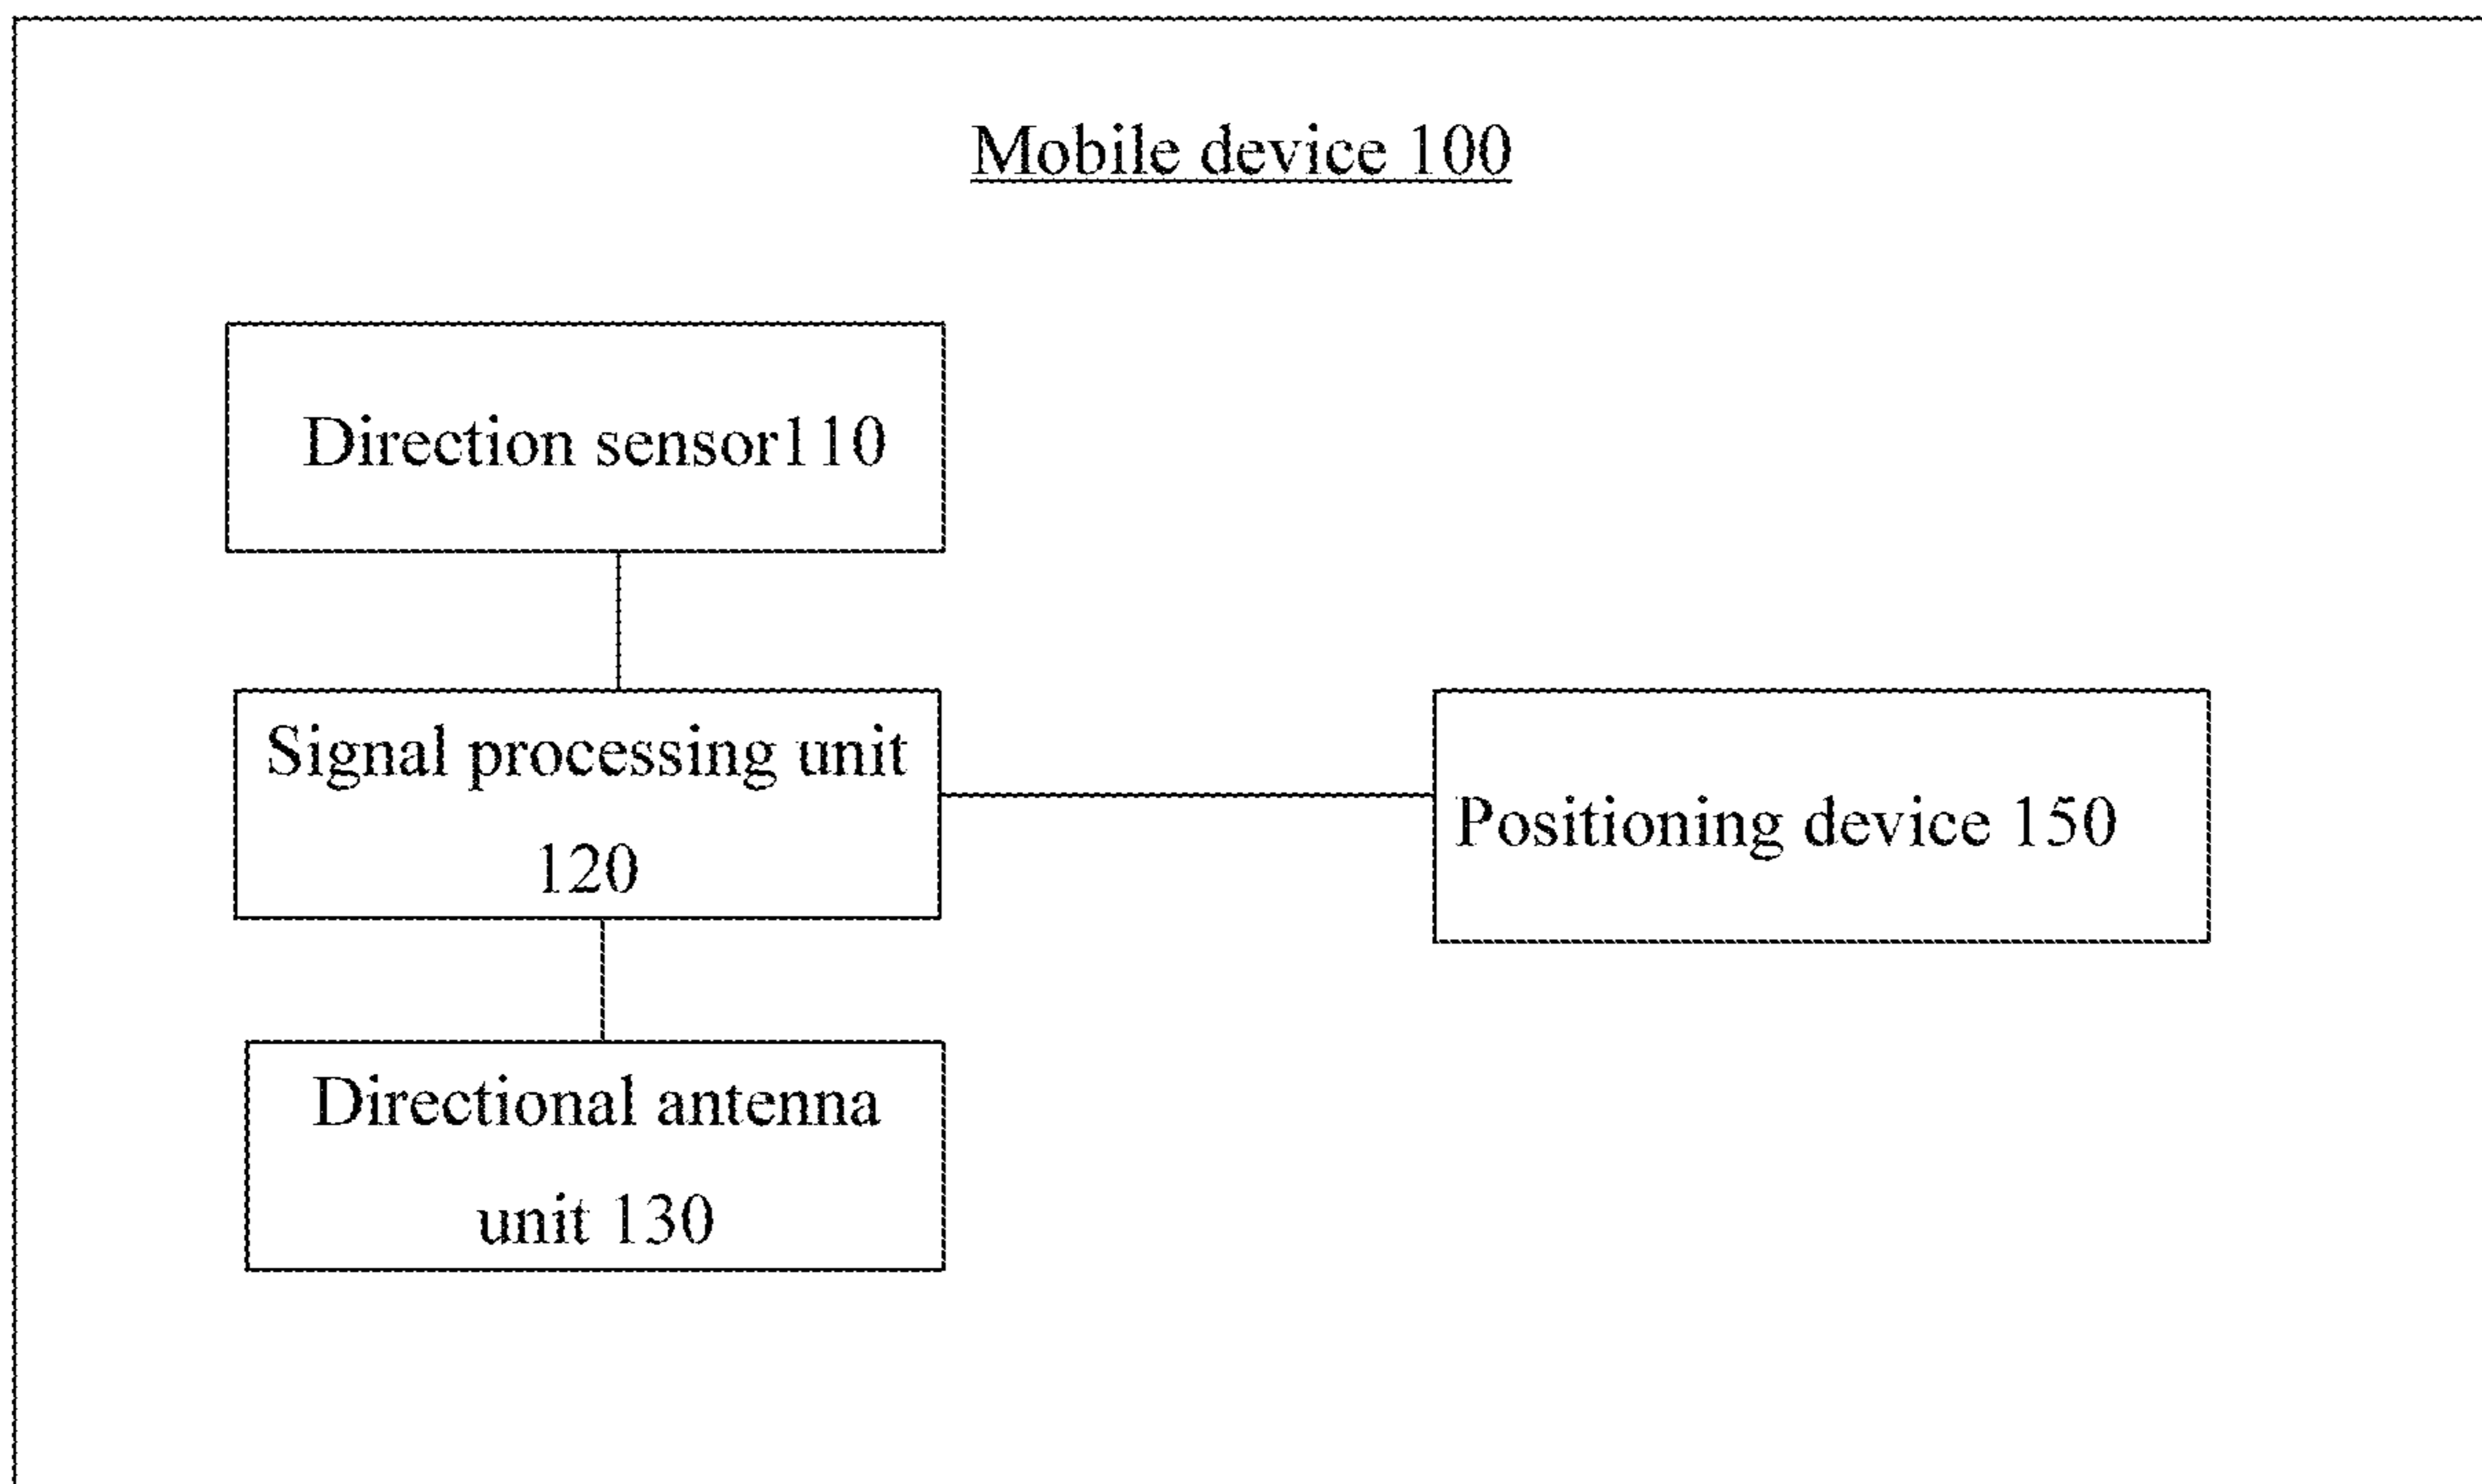 Mobile device 100
Direction sensor110
Signal processing unit
120
Positioning device 150
Directional antenna
unit 130